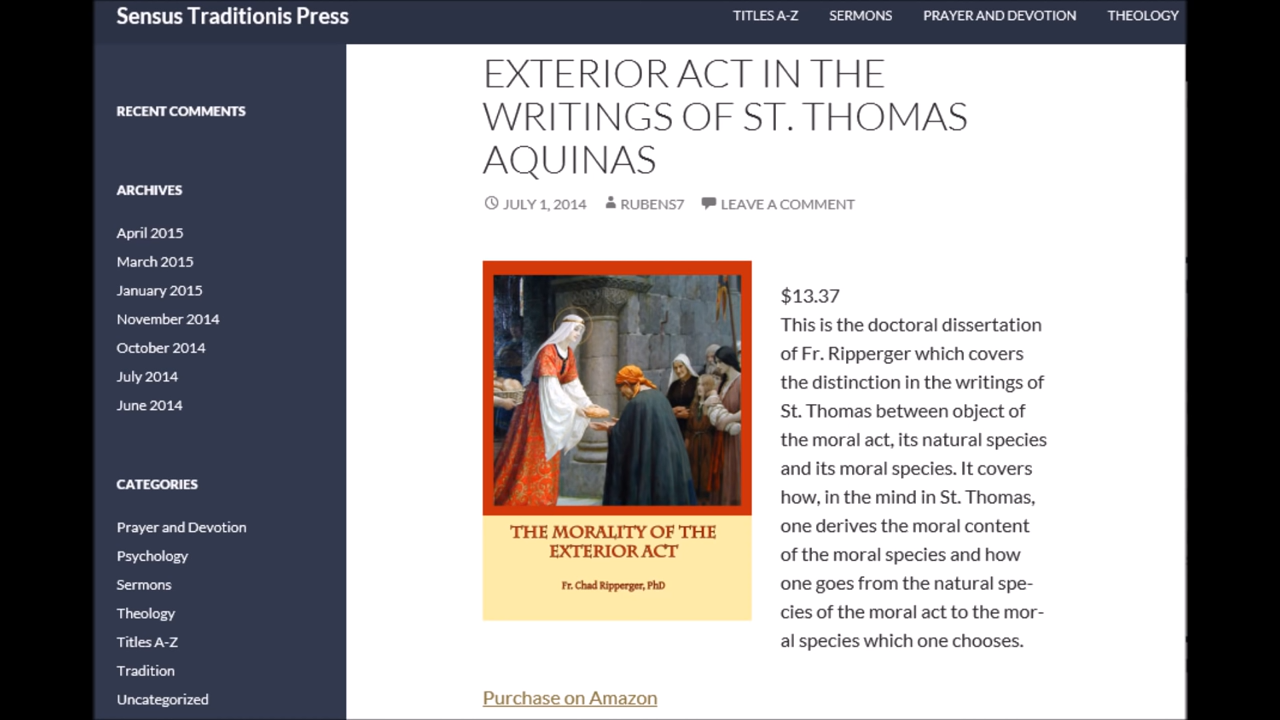 Sensus Traditionis Press
TITLES A-Z SERMONS PRAYER AND DEVOTION THEOLOGY
RECENT COMMENTS
ARCHIVES
April 2015
March 2015
January 2015
November 2014
October 2014
July 2014
June 2014
CATEGORIES
Prayer and Devotion
Psychology
Sermons
Theology
Titles A-Z
Tradition
Uncategorized
EXTERIOR ACT IN THE
WRITINGS OF ST. THOMAS
AQUINAS
JULY 1, 2014 RUBENS7 LEAVE A COMMENT
THE MORALITY OF THE
EXTERIOR ACT
Fr. Chad Ripperger, PhD
$13.37
This is the doctoral dissertation
of Fr. Ripperger which covers
the distinction in the writings of
St. Thomas between object of
the moral act, its natural species
and its moral species. It covers
how, in the mind in St. Thomas,
one derives the moral content
of the moral species and how
one goes from the natural spe-
cies of the moral act to the mor-
al species which one chooses.
Purchase on Amazon